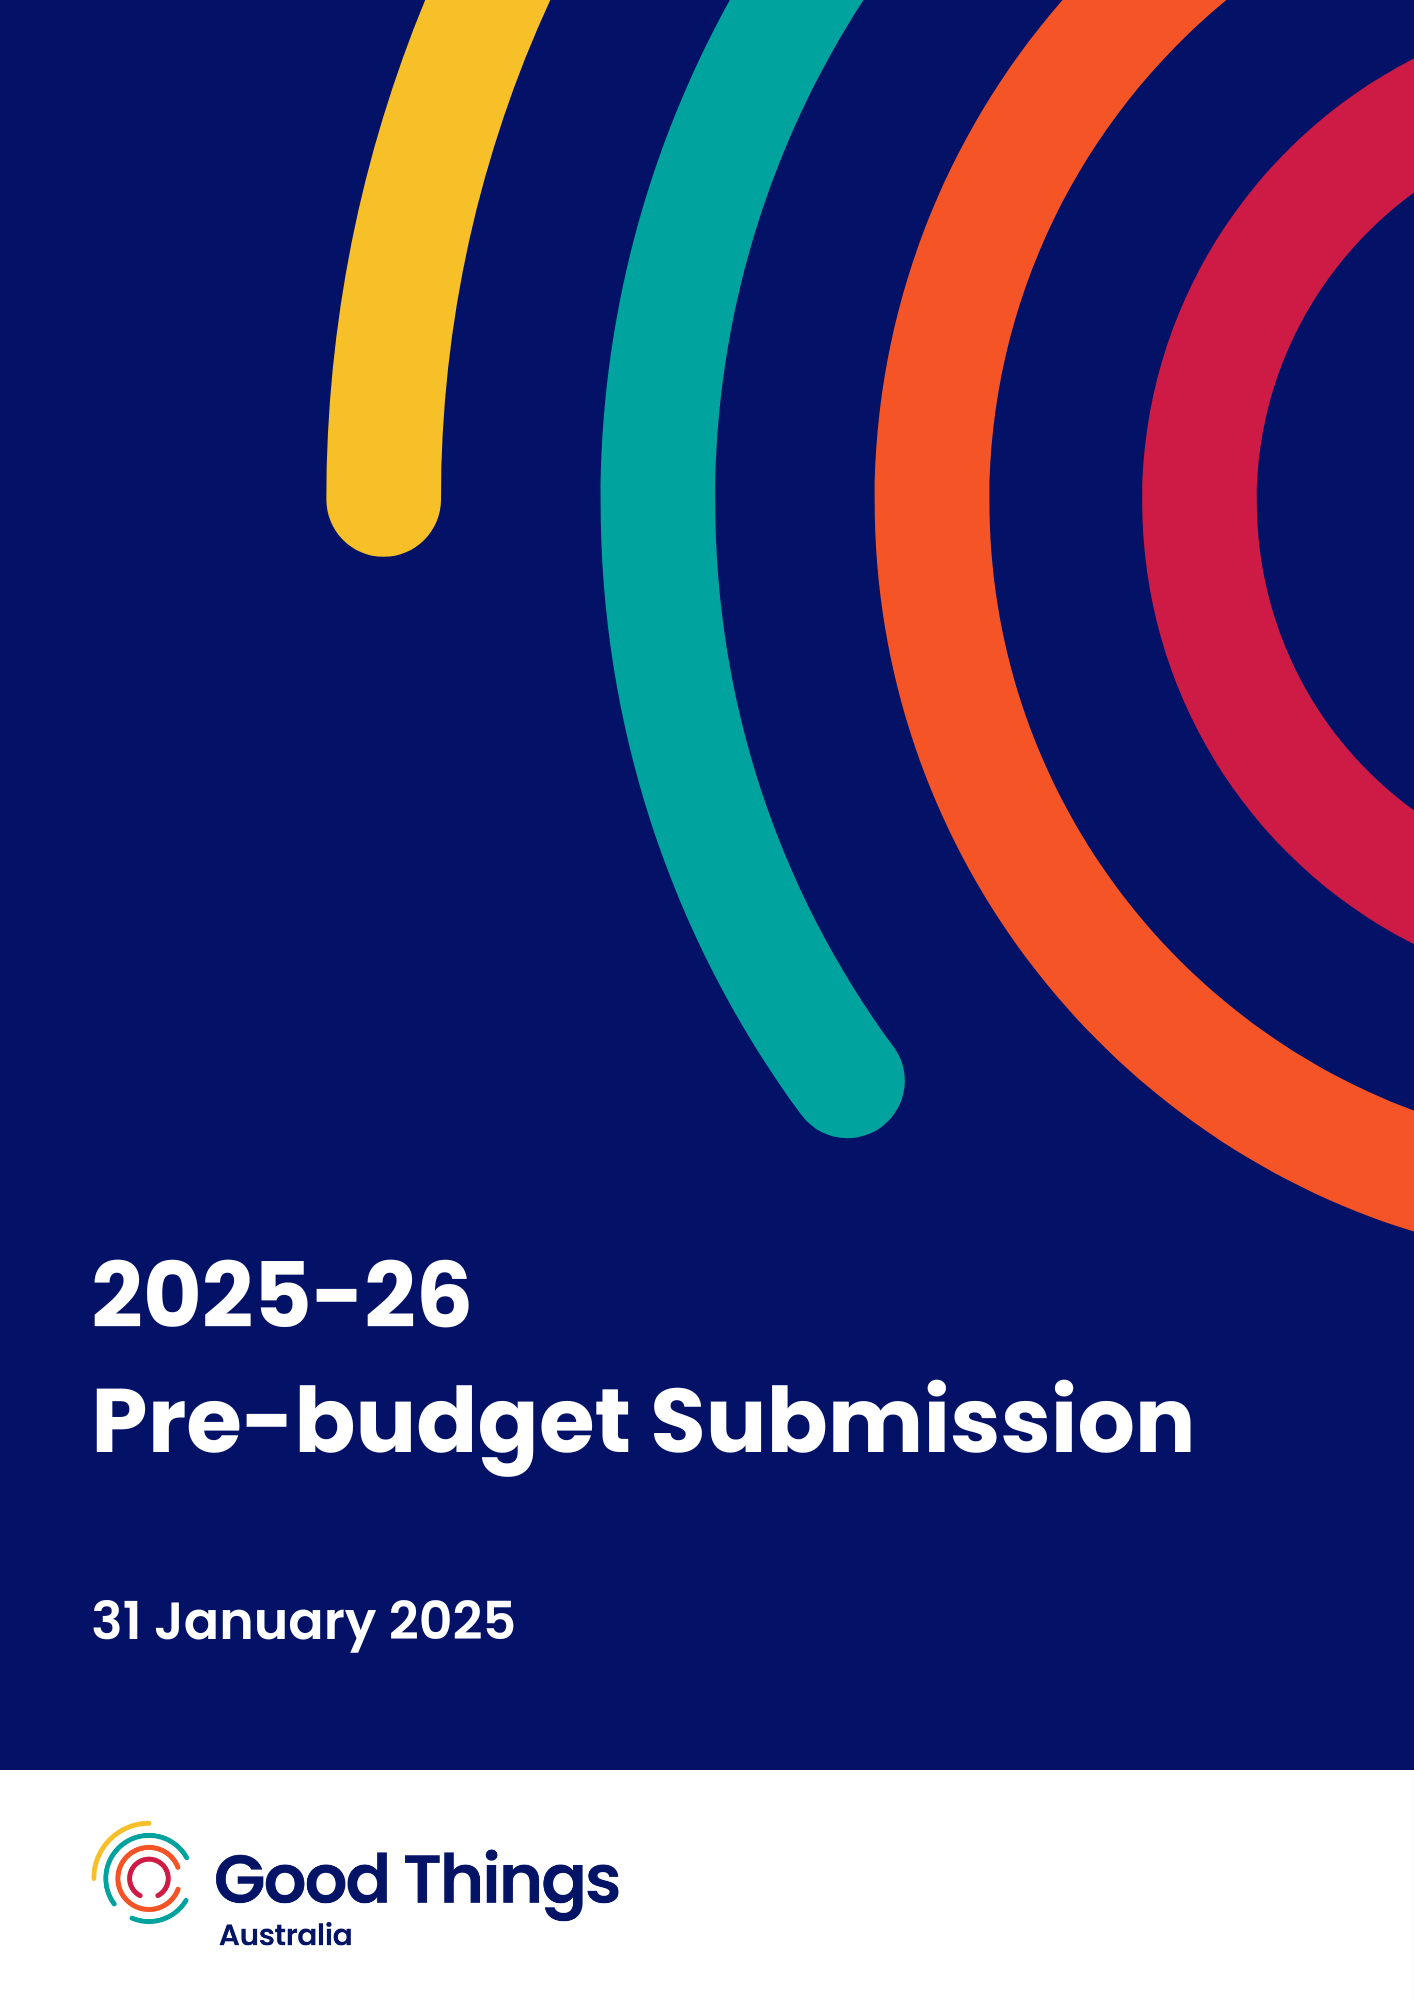 2025-26
Pre-budget Submission
31 January 2025
Good Things
Australia